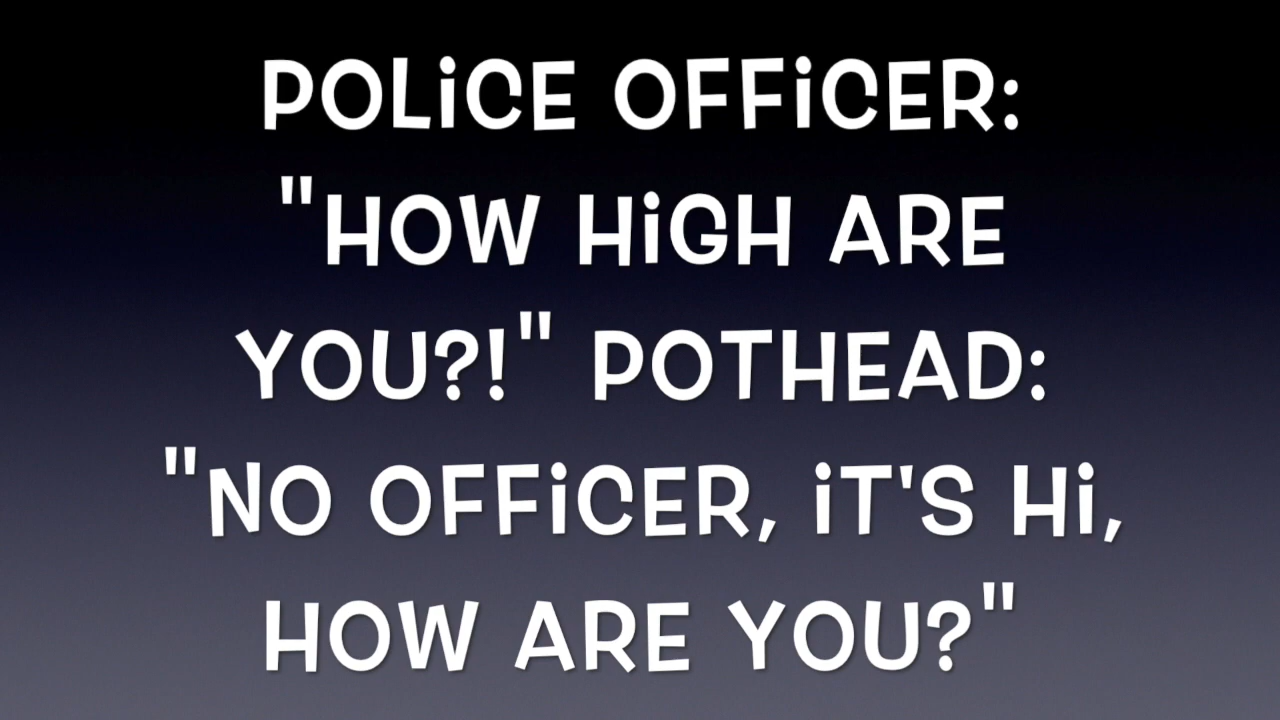 POLiCE OFFiCER:
"HOW HiGH ARE
YOU?!" POTHEAD:
"NO OFFiCER, iT'S Hi,
HOW ARE YOU?"